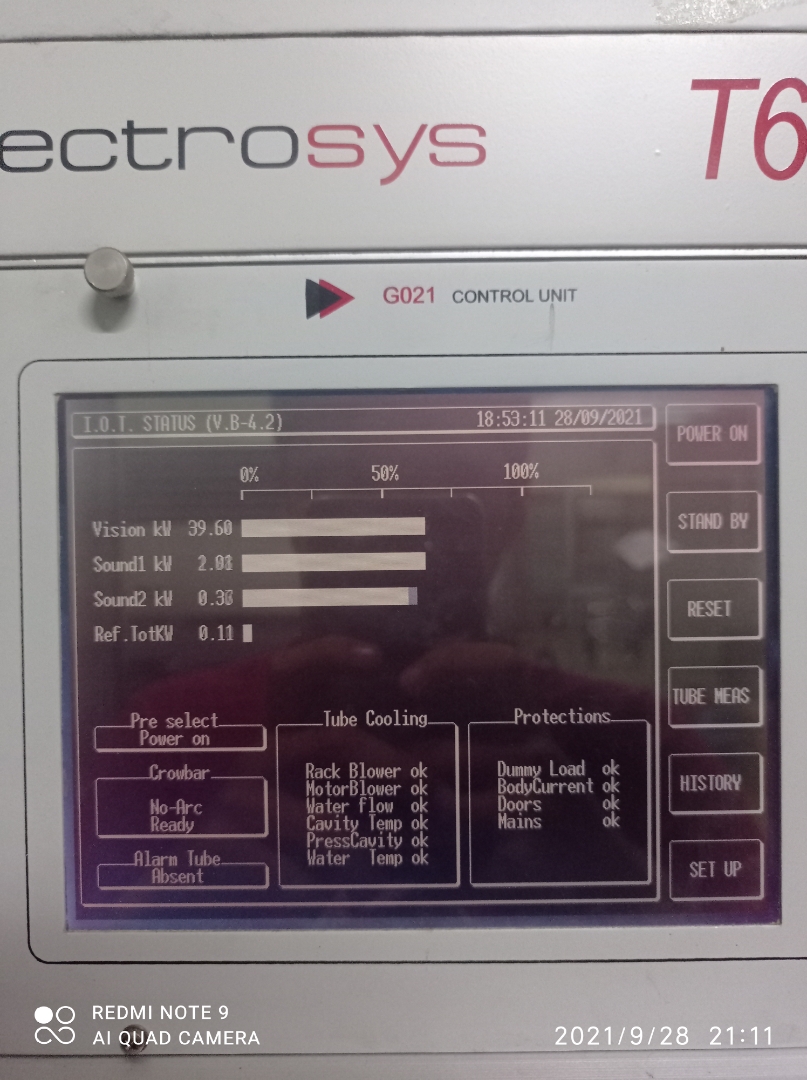 ectrosys
T6
G021 CONTROL UNIT
I.O.T. STATUS (V.B-4.2) 18:53:11 28/09/2021
POWER ON
STAND BY
RESET
TUBE MEAS
HISTORY
SET UP
0% 50% 100%
Vision kW 39.60
Sound1 kW
Sound2 kW
Ref.TotKW 0.11
Pre select
Power on
Crowbar
No-Arc
Ready
Alarm Tube
Absent
Tube Cooling
Rack Blower ok
MotorBlower ok
Water flow ok
Cavity Temp ok
PressCavity ok
Water Temp ok
Protections
Dummy Load ok
BodyCurrent ok
Doors ok
Mains ok
REDMI NOTE 9
AI QUAD CAMERA
2021/9/28 21:11